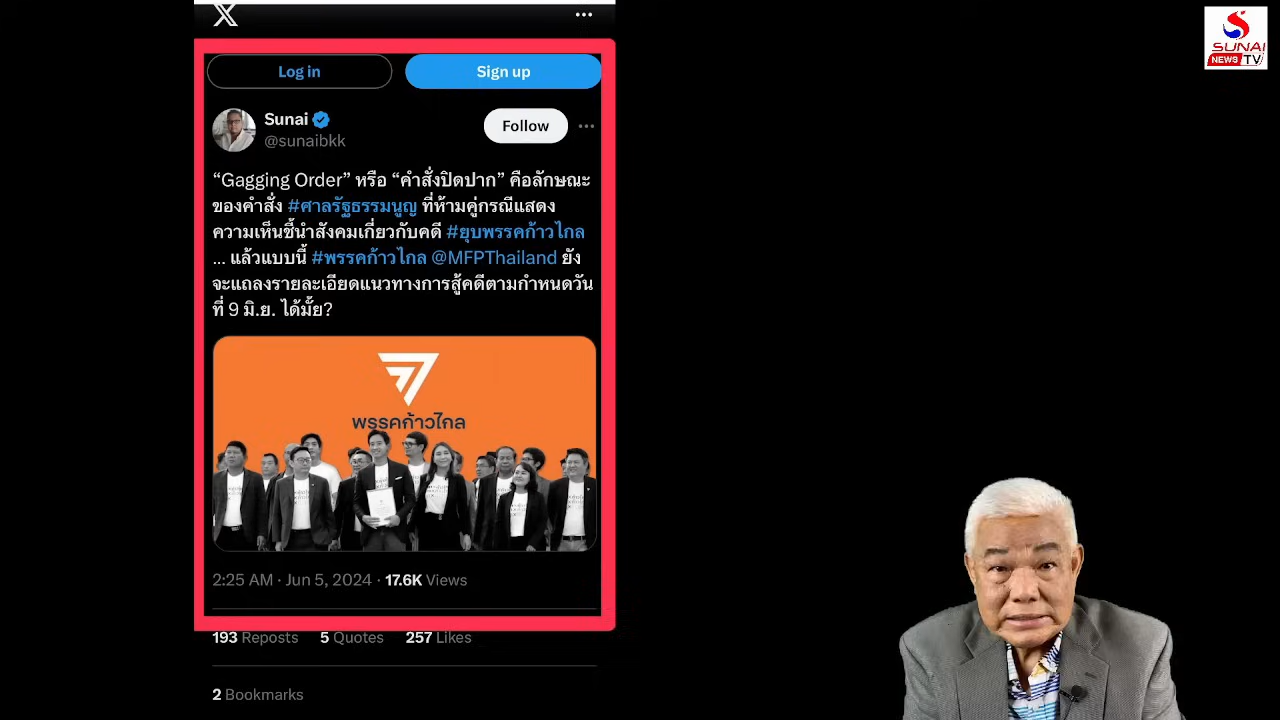 X
SUNAI
NEWS TV
Log in
Sign up
Sunai
Follow
@sunaibkk
“Gagging Order” หรือ “คำสั่งปิดปาก” คือลักษณะ
ของคำสั่ง #ศาลรัฐธรรมนูญ ที่ห้ามคู่กรณีแสดง
ความเห็นชี้นำสังคมเกี่ยวกับคดี #ยุบพรรคก้าวไกล
... แล้วแบบนี้ #พรรคก้าวไกล @MFPThailand ยัง
จะแถลงรายละเอียดแนวทางการสู้คดีตามกำหนดวัน
ที่ 9 มิ.ย. ได้มั้ย?
พรรคก้าวไกล
2:25 AM · Jun 5, 2024 · 17.6K Views
193 Reposts 5 Quotes 257 Likes
2 Bookmarks